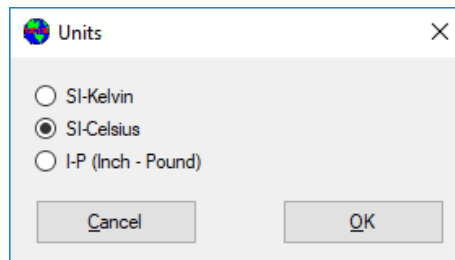 Units
SI-Kelvin
SI-Celsius
I-P (Inch - Pound)
Cancel OK